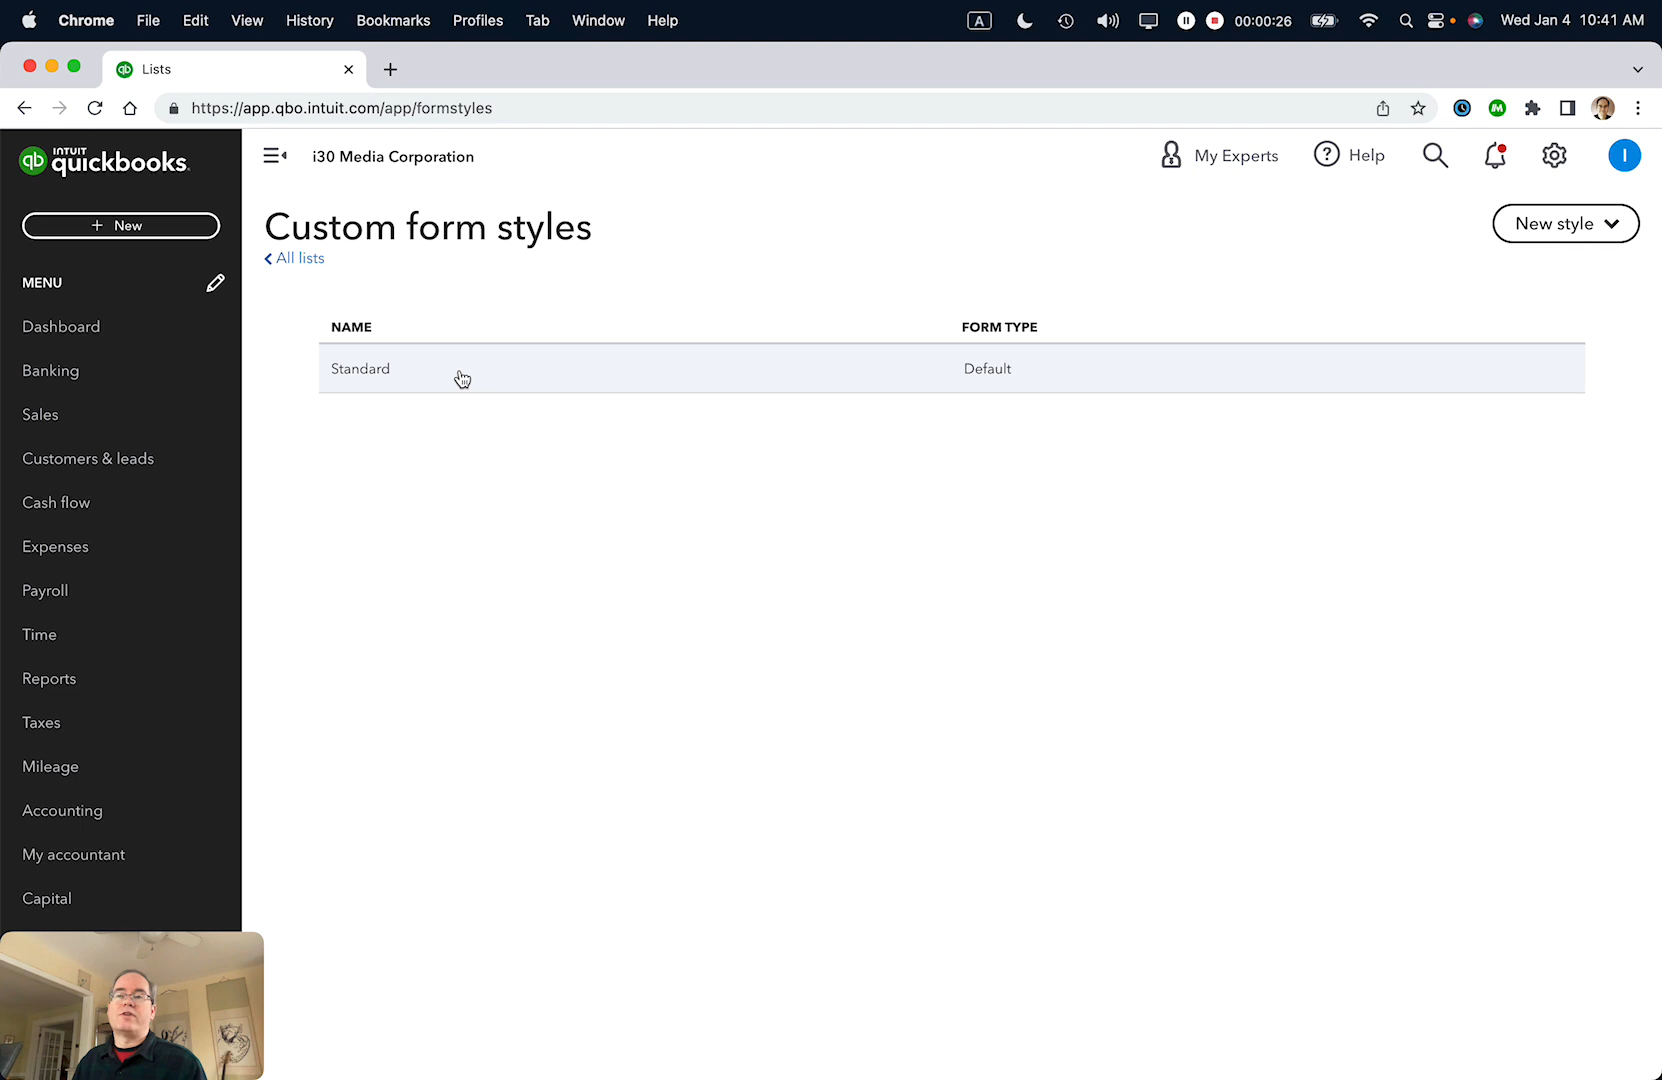 Chrome File Edit View History Bookmarks Profiles Tab Window Help A 00:00:26 Wed Jan 4 10:41 AM
qb Lists
https://app.qbo.intuit.com/app/formstyles
qb INTUIT quickbooks.
i30 Media Corporation
My Experts
? Help
I
+ New
Custom form styles
New style
All lists
MENU
NAME FORM TYPE
Standard Default
Dashboard
Banking
Sales
Customers & leads
Cash flow
Expenses
Payroll
Time
Reports
Taxes
Mileage
Accounting
My accountant
Capital